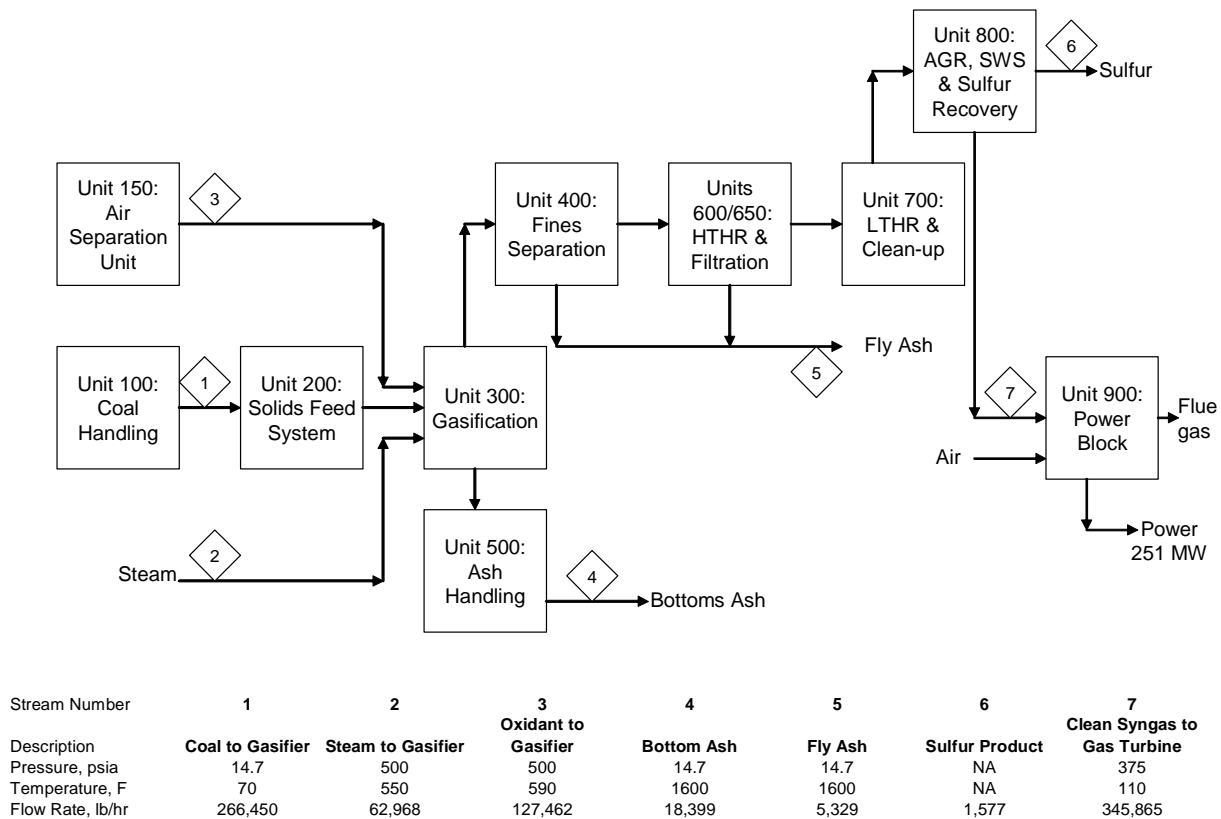 Unit 800:
AGR, SWS
& Sulfur
Recovery
6
Sulfur
Unit 150:
Air
Separation
Unit
3
Unit 400:
Fines
Separation
Units
600/650:
HTHR &
Filtration
Unit 700:
LTHR &
Clean-up
Fly Ash
5
Unit 100:
Coal
Handling
1
Unit 200:
Solids Feed
System
Unit 300:
Gasification
7
Unit 900:
Power
Block
Flue
gas
Air
Steam
2
Unit 500:
Ash
Handling
4
Bottoms Ash
Power
251 MW
Stream Number 1 2 3 4 5 6 7
Oxidant to Clean Syngas to
Description Coal to Gasifier Steam to Gasifier Gasifier Bottom Ash Fly Ash Sulfur Product Gas Turbine
Pressure, psia 14.7 500 500 14.7 14.7 NA 375
Temperature, F 70 550 590 1600 1600 NA 110
Flow Rate, lb/hr 266,450 62,968 127,462 18,399 5,329 1,577 345,865